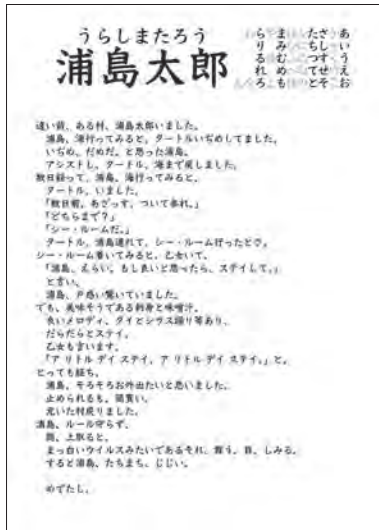 うらしまたろう
浦島太郎
あいうえお
さしすせそ
たちつてと
まみむめも
らりるれろ
遠い前、ある村、浦島太郎いました。
浦島、海行ってみると、タートルいぢめしてました。
いぢめ、だめだ。と思った浦島。
アシストし、タートル、海まで戻しました。
数日経って、浦島、海行ってみると、
タートル、いました。
「数日前、あざっす、ついて参れ。」
「どちらまで?」
「シー・ルームだ。」
タートル、浦島連れて、シー・ルーム行ったとさ。
シー・ルーム着いてみると、乙女いて、
「浦島、えらい。もし良いと思ったら、ステイして。」
と言い、
浦島、戸惑い驚いていました。
でも、美味そうである刺身と味噌汁。
良いメロディ、タイとシラス踊り等あり、
だらだらとステイ。
乙女も言います。
「ア リトル デイ ステイ、ア リトル デイ ステイ。」と。
とっても経ち、
浦島、そろそろお外出たいと思いました。
止められるも、間貰い、
元いた村戻りました。
浦島、ルール守らず、
函、上取ると、
まっ白いウイルスみたいであるそれ、舞う。目、しみる。
すると浦島、たちまち、じじい。
めでたし。